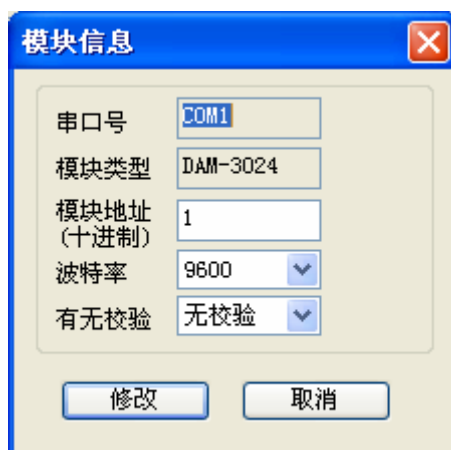 模块信息
串口号 COM1
模块类型 DAM-3024
模块地址
(十进制) 1
波特率 9600
有无校验 无校验
修改 取消